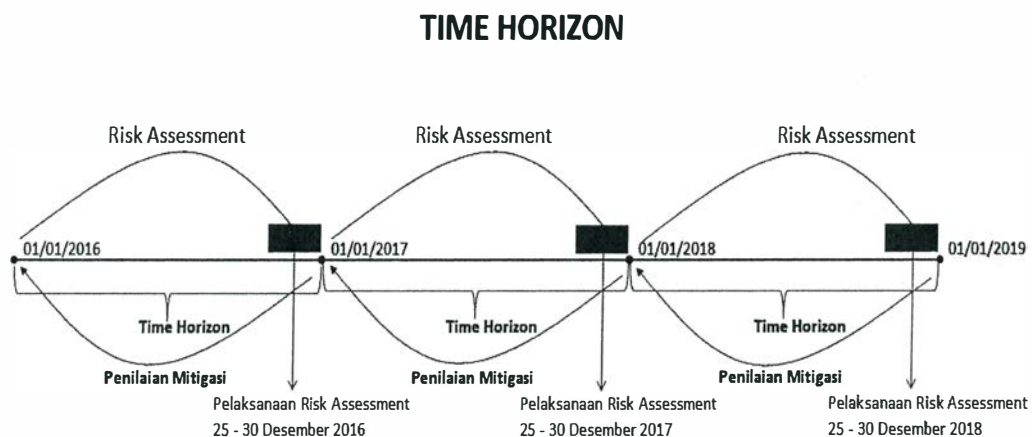 TIME HORIZON
Risk Assessment
Risk Assessment
Risk Assessment
01/01/2016
01/01/2017
01/01/2018
01/01/2019
Time Horizon
Time Horizon
Time Horizon
Penilaian Mitigasi
Penilaian Mitigasi
Penilaian Mitigasi
Pelaksanaan Risk Assessment
25 - 30 Desember 2016
Pelaksanaan Risk Assessment
25 - 30 Desember 2017
Pelaksanaan Risk Assessment
25 - 30 Desember 2018